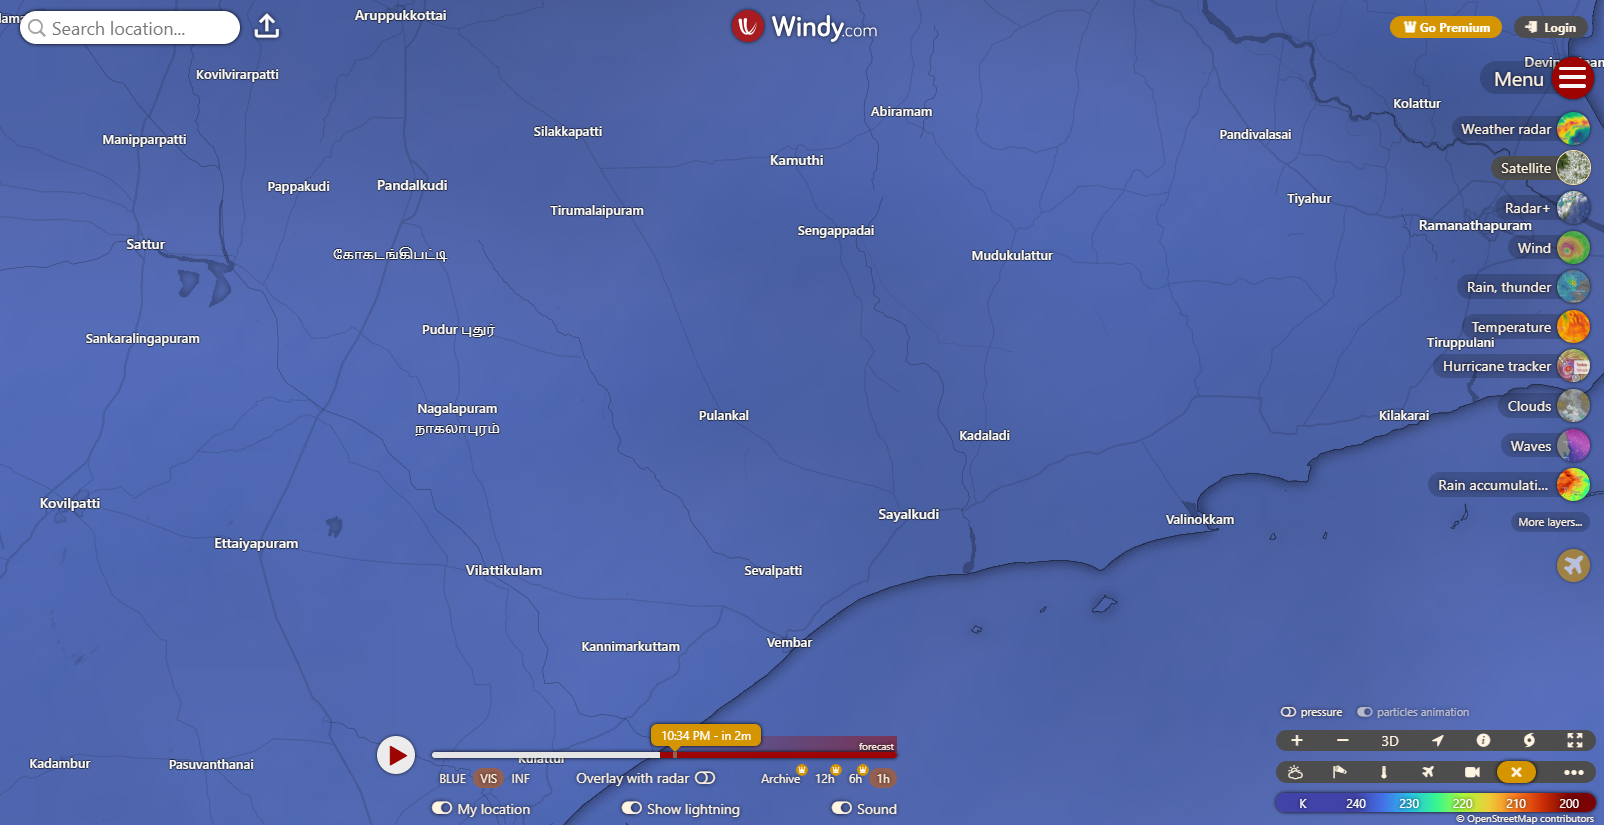 Aruppukkottai
Search location...
Windy.com
Go Premium
Login
Kovilvirarpatti
Menu
Kolattur
Abiramam
Manipparpatti
Silakkapatti
Pandivalasai
Weather radar
Kamuthi
Satellite
Pappakudi
Pandalkudi
Tirumalaipuram
Tiyahur
Radar+
Ramanathapuram
Sattur
Sengappadai
Wind
கோகடங்கிபட்டி
Mudukulattur
Rain, thunder
Sankaralingapuram
Pudur புதுர்
Temperature
Tiruppulani
Hurricane tracker
Nagalapuram
நாகலாபுரம்
Pulankal
Kilakarai
Clouds
Kadaladi
Waves
Rain accumulati...
Kovilpatti
Sayalkudi
Valinokkam
More layers...
Ettaiyapuram
Vilattikulam
Sevalpatti
Kannimarkuttam
Vembar
pressure
particles animation
10:34 PM - in 2m
forecast
3D
Kadambur
Pasuvanthanai
Kulattur
BLUE VIS INF
Overlay with radar
Archive 12h 6h 1h
My location
Show lightning
Sound
K 240 230 220 210 200
© OpenStreetMap contributors